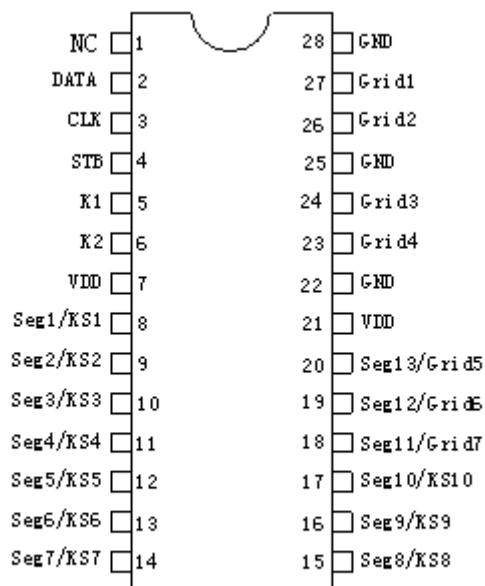 NC 1 28 GND
DATA 2 27 Grid1
CLK 3 26 Grid2
STB 4 25 GND
K1 5 24 Grid3
K2 6 23 Grid4
VDD 7 22 GND
Seg1/KS1 8 21 VDD
Seg2/KS2 9 20 Seg13/Grid5
Seg3/KS3 10 19 Seg12/Grid6
Seg4/KS4 11 18 Seg11/Grid7
Seg5/KS5 12 17 Seg10/KS10
Seg6/KS6 13 16 Seg9/KS9
Seg7/KS7 14 15 Seg8/KS8